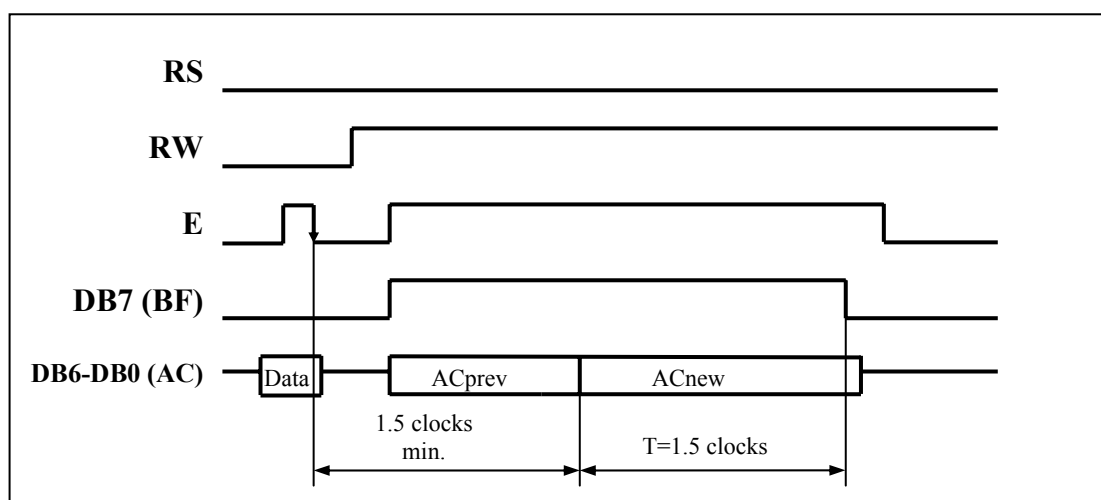 RS
RW
E
DB7 (BF)
DB6-DB0 (AC)
Data
ACprev
ACnew
1.5 clocks
min.
T=1.5 clocks